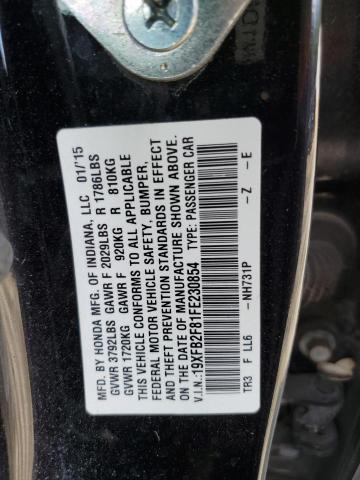 MFD. BY HONDA MFG. OF INDIANA, LLC 01/15
GVWR 3792LBS GAWR F 2029LBS R 1786LBS
GVWR 1720KG GAWR F 920KG R 810KG
THIS VEHICLE CONFORMS TO ALL APPLICABLE
FEDERAL MOTOR VEHICLE SAFETY, BUMPER,
AND THEFT PREVENTION STANDARDS IN EFFECT
ON THE DATE OF MANUFACTURE SHOWN ABOVE.
V.I.N.: 19XFB2F81FE230854 TYPE: PASSENGER CAR
TR3 F LL6 -NH731P -Z -E